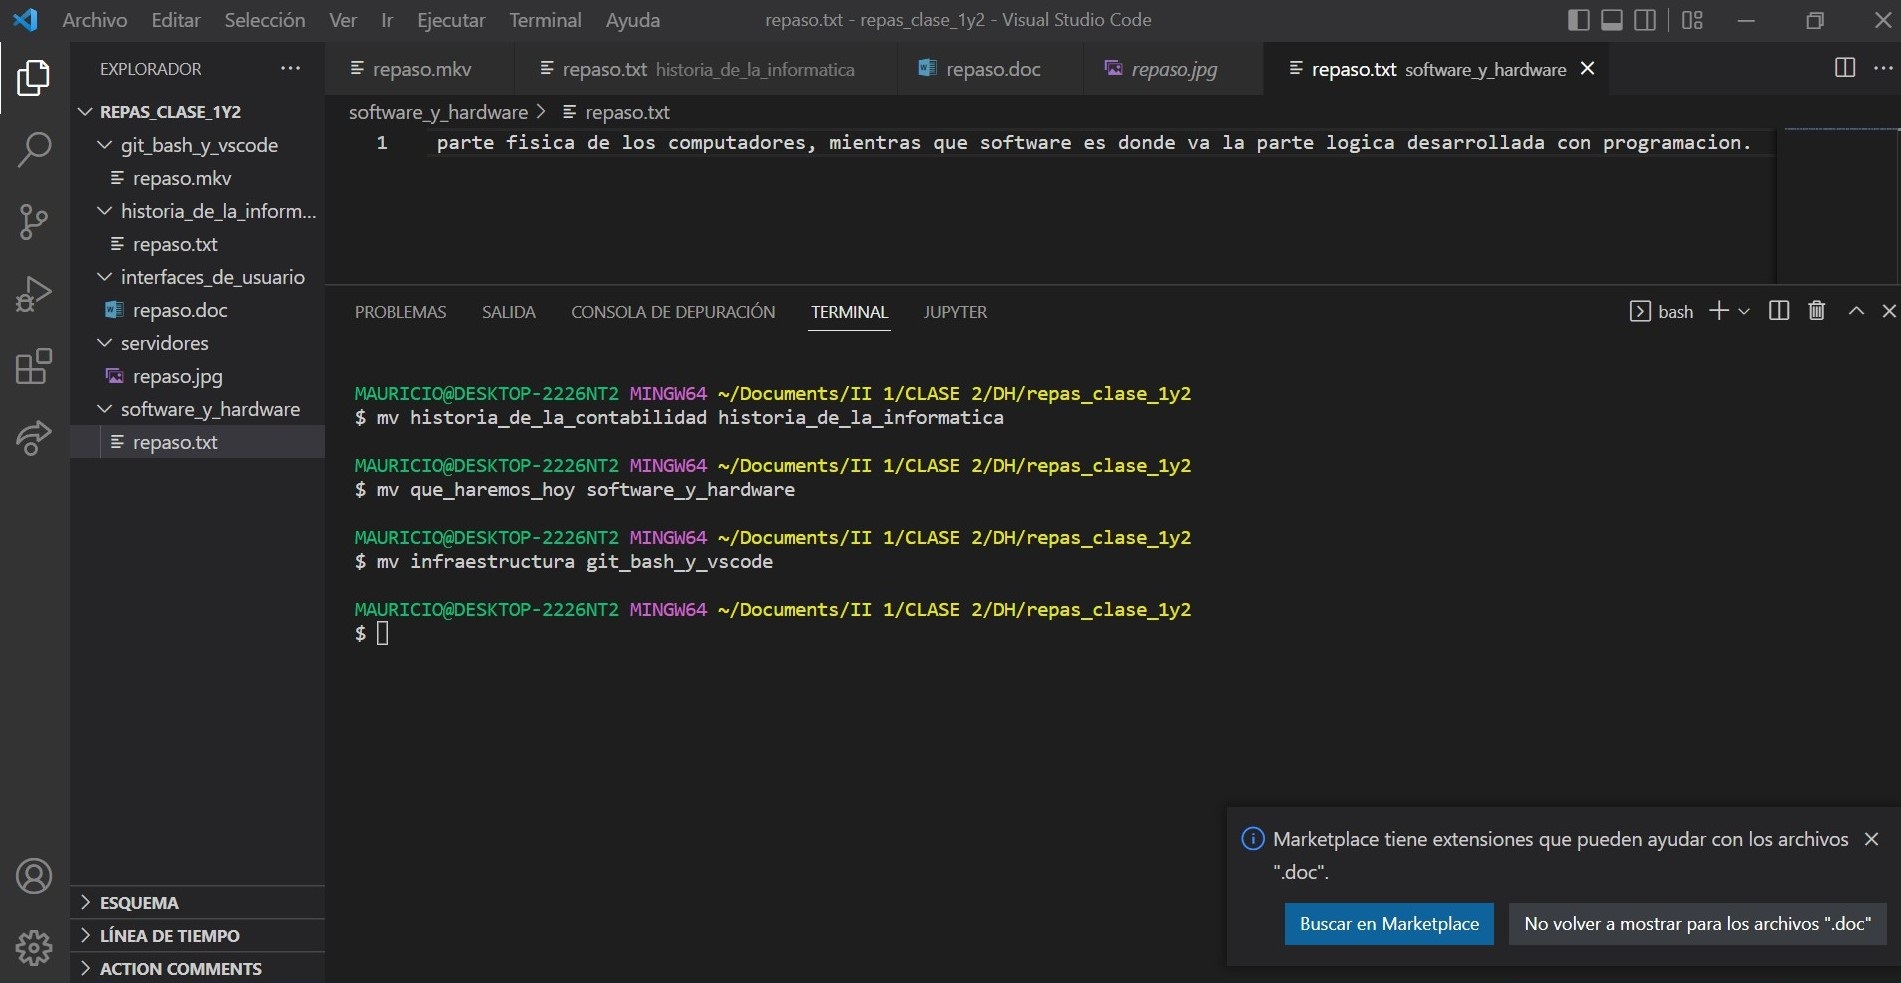 Archivo Editar Selección Ver Ir Ejecutar Terminal Ayuda
repaso.txt - repas_clase_1y2 - Visual Studio Code
EXPLORADOR
REPAS_CLASE_1Y2
git_bash_y_vscode
repaso.mkv
historia_de_la_inform...
repaso.txt
interfaces_de_usuario
repaso.doc
servidores
repaso.jpg
software_y_hardware
repaso.txt
ESQUEMA
LÍNEA DE TIEMPO
ACTION COMMENTS
repaso.mkv
repaso.txt historia_de_la_informatica
repaso.doc
repaso.jpg
repaso.txt software_y_hardware
software_y_hardware > repaso.txt
1 parte fisica de los computadores, mientras que software es donde va la parte logica desarrollada con programacion.
PROBLEMAS SALIDA CONSOLA DE DEPURACIÓN TERMINAL JUPYTER
bash
MAURICIO@DESKTOP-2226NT2 MINGW64 ~/Documents/II 1/CLASE 2/DH/repas_clase_1y2
$ mv historia_de_la_contabilidad historia_de_la_informatica
MAURICIO@DESKTOP-2226NT2 MINGW64 ~/Documents/II 1/CLASE 2/DH/repas_clase_1y2
$ mv que_haremos_hoy software_y_hardware
MAURICIO@DESKTOP-2226NT2 MINGW64 ~/Documents/II 1/CLASE 2/DH/repas_clase_1y2
$ mv infraestructura git_bash_y_vscode
MAURICIO@DESKTOP-2226NT2 MINGW64 ~/Documents/II 1/CLASE 2/DH/repas_clase_1y2
$
Marketplace tiene extensiones que pueden ayudar con los archivos
".doc".
Buscar en Marketplace
No volver a mostrar para los archivos ".doc"